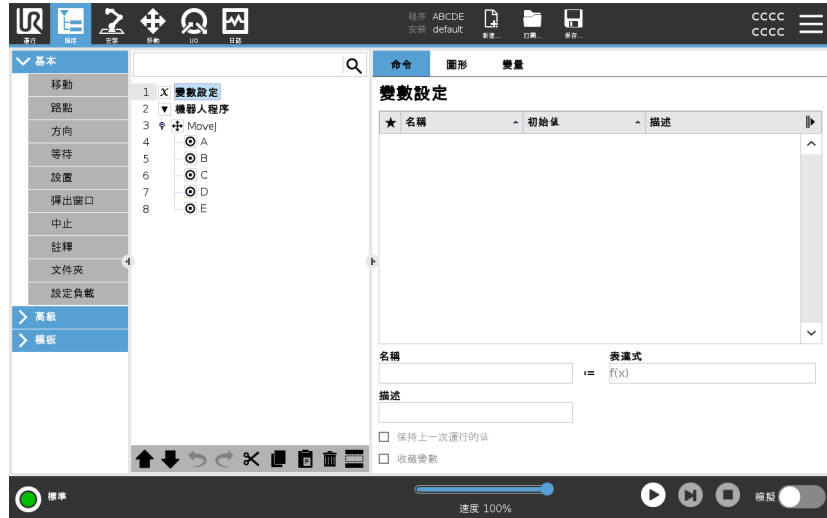 UR
運行
程序
安裝
移動
I/O
日誌
程序 ABCDE
安裝 default
新建...
打開...
保存...
CCCC
CCCC
基本
移動
路點
方向
等待
設置
彈出窗口
中止
註釋
文件夾
設定負載
高級
模板
1 X 變數設定
2 ▼ 機器人程序
3 MoveJ
4 A
5 B
6 C
7 D
8 E
命令 圖形 變量
變數設定
★ 名稱 初始值 描述
名稱 表達式
:= f(x)
描述
保持上一次運行的值
收藏變數
標準
速度 100%
模擬